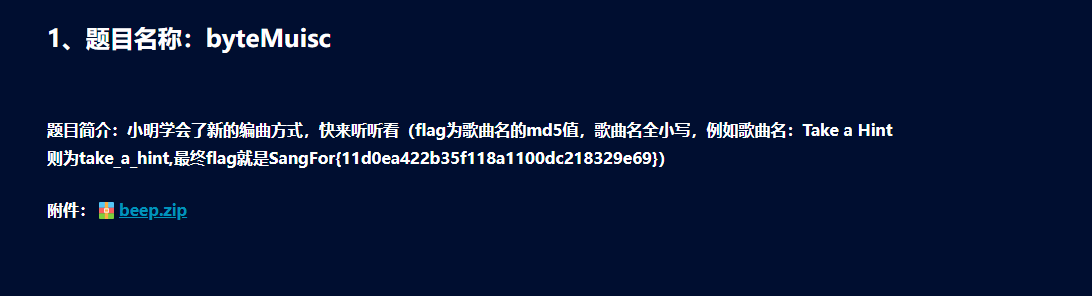 1、题目名称：byteMuisc
题目简介：小明学会了新的编曲方式，快来听听看（flag为歌曲名的md5值，歌曲名全小写，例如歌曲名：Take a Hint
则为take_a_hint,最终flag就是SangFor{11d0ea422b35f118a1100dc218329e69}）
附件： beep.zip